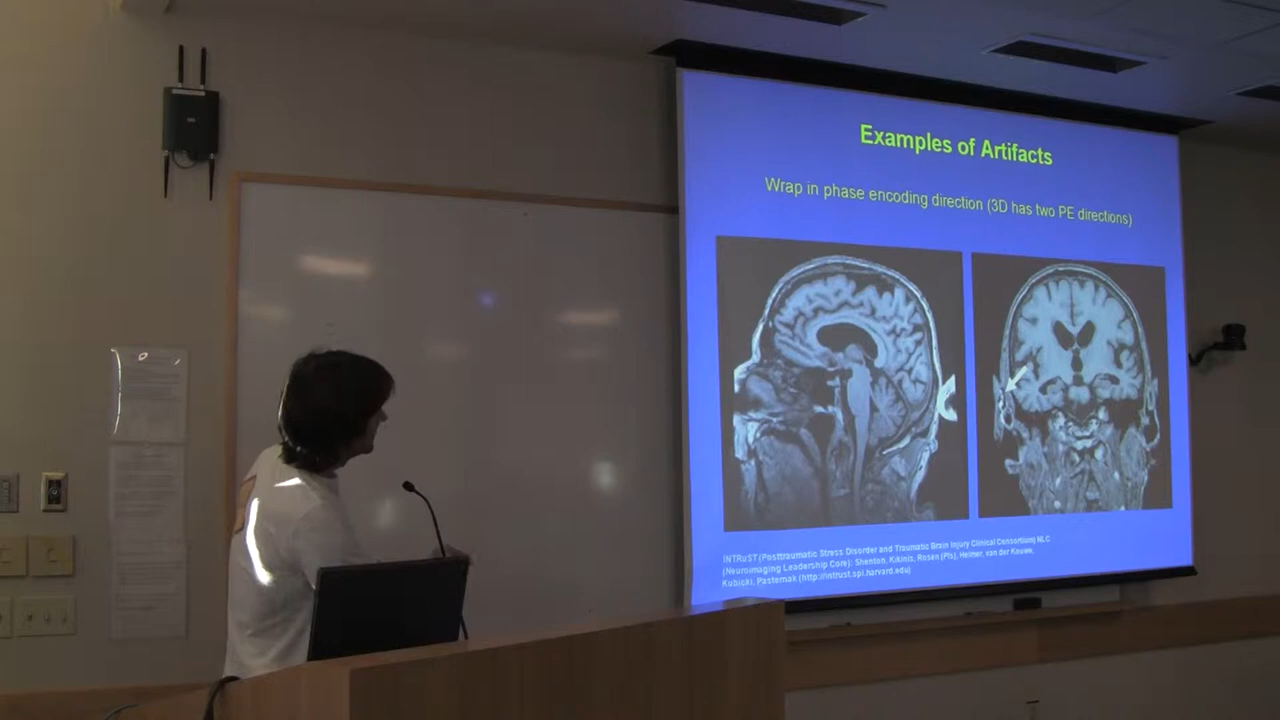 Examples of Artifacts
Wrap in phase encoding direction (3D has two PE directions)
INTRuST (Posttraumatic Stress Disorder and Traumatic Brain Injury Clinical Consortium) NLC
(Neuroimaging Leadership Core): Shenton, Kikinis, Rosen (PIs), Helmer, van der Kouwe,
Kubicki, Pasternak (http://intrust.spl.harvard.edu)